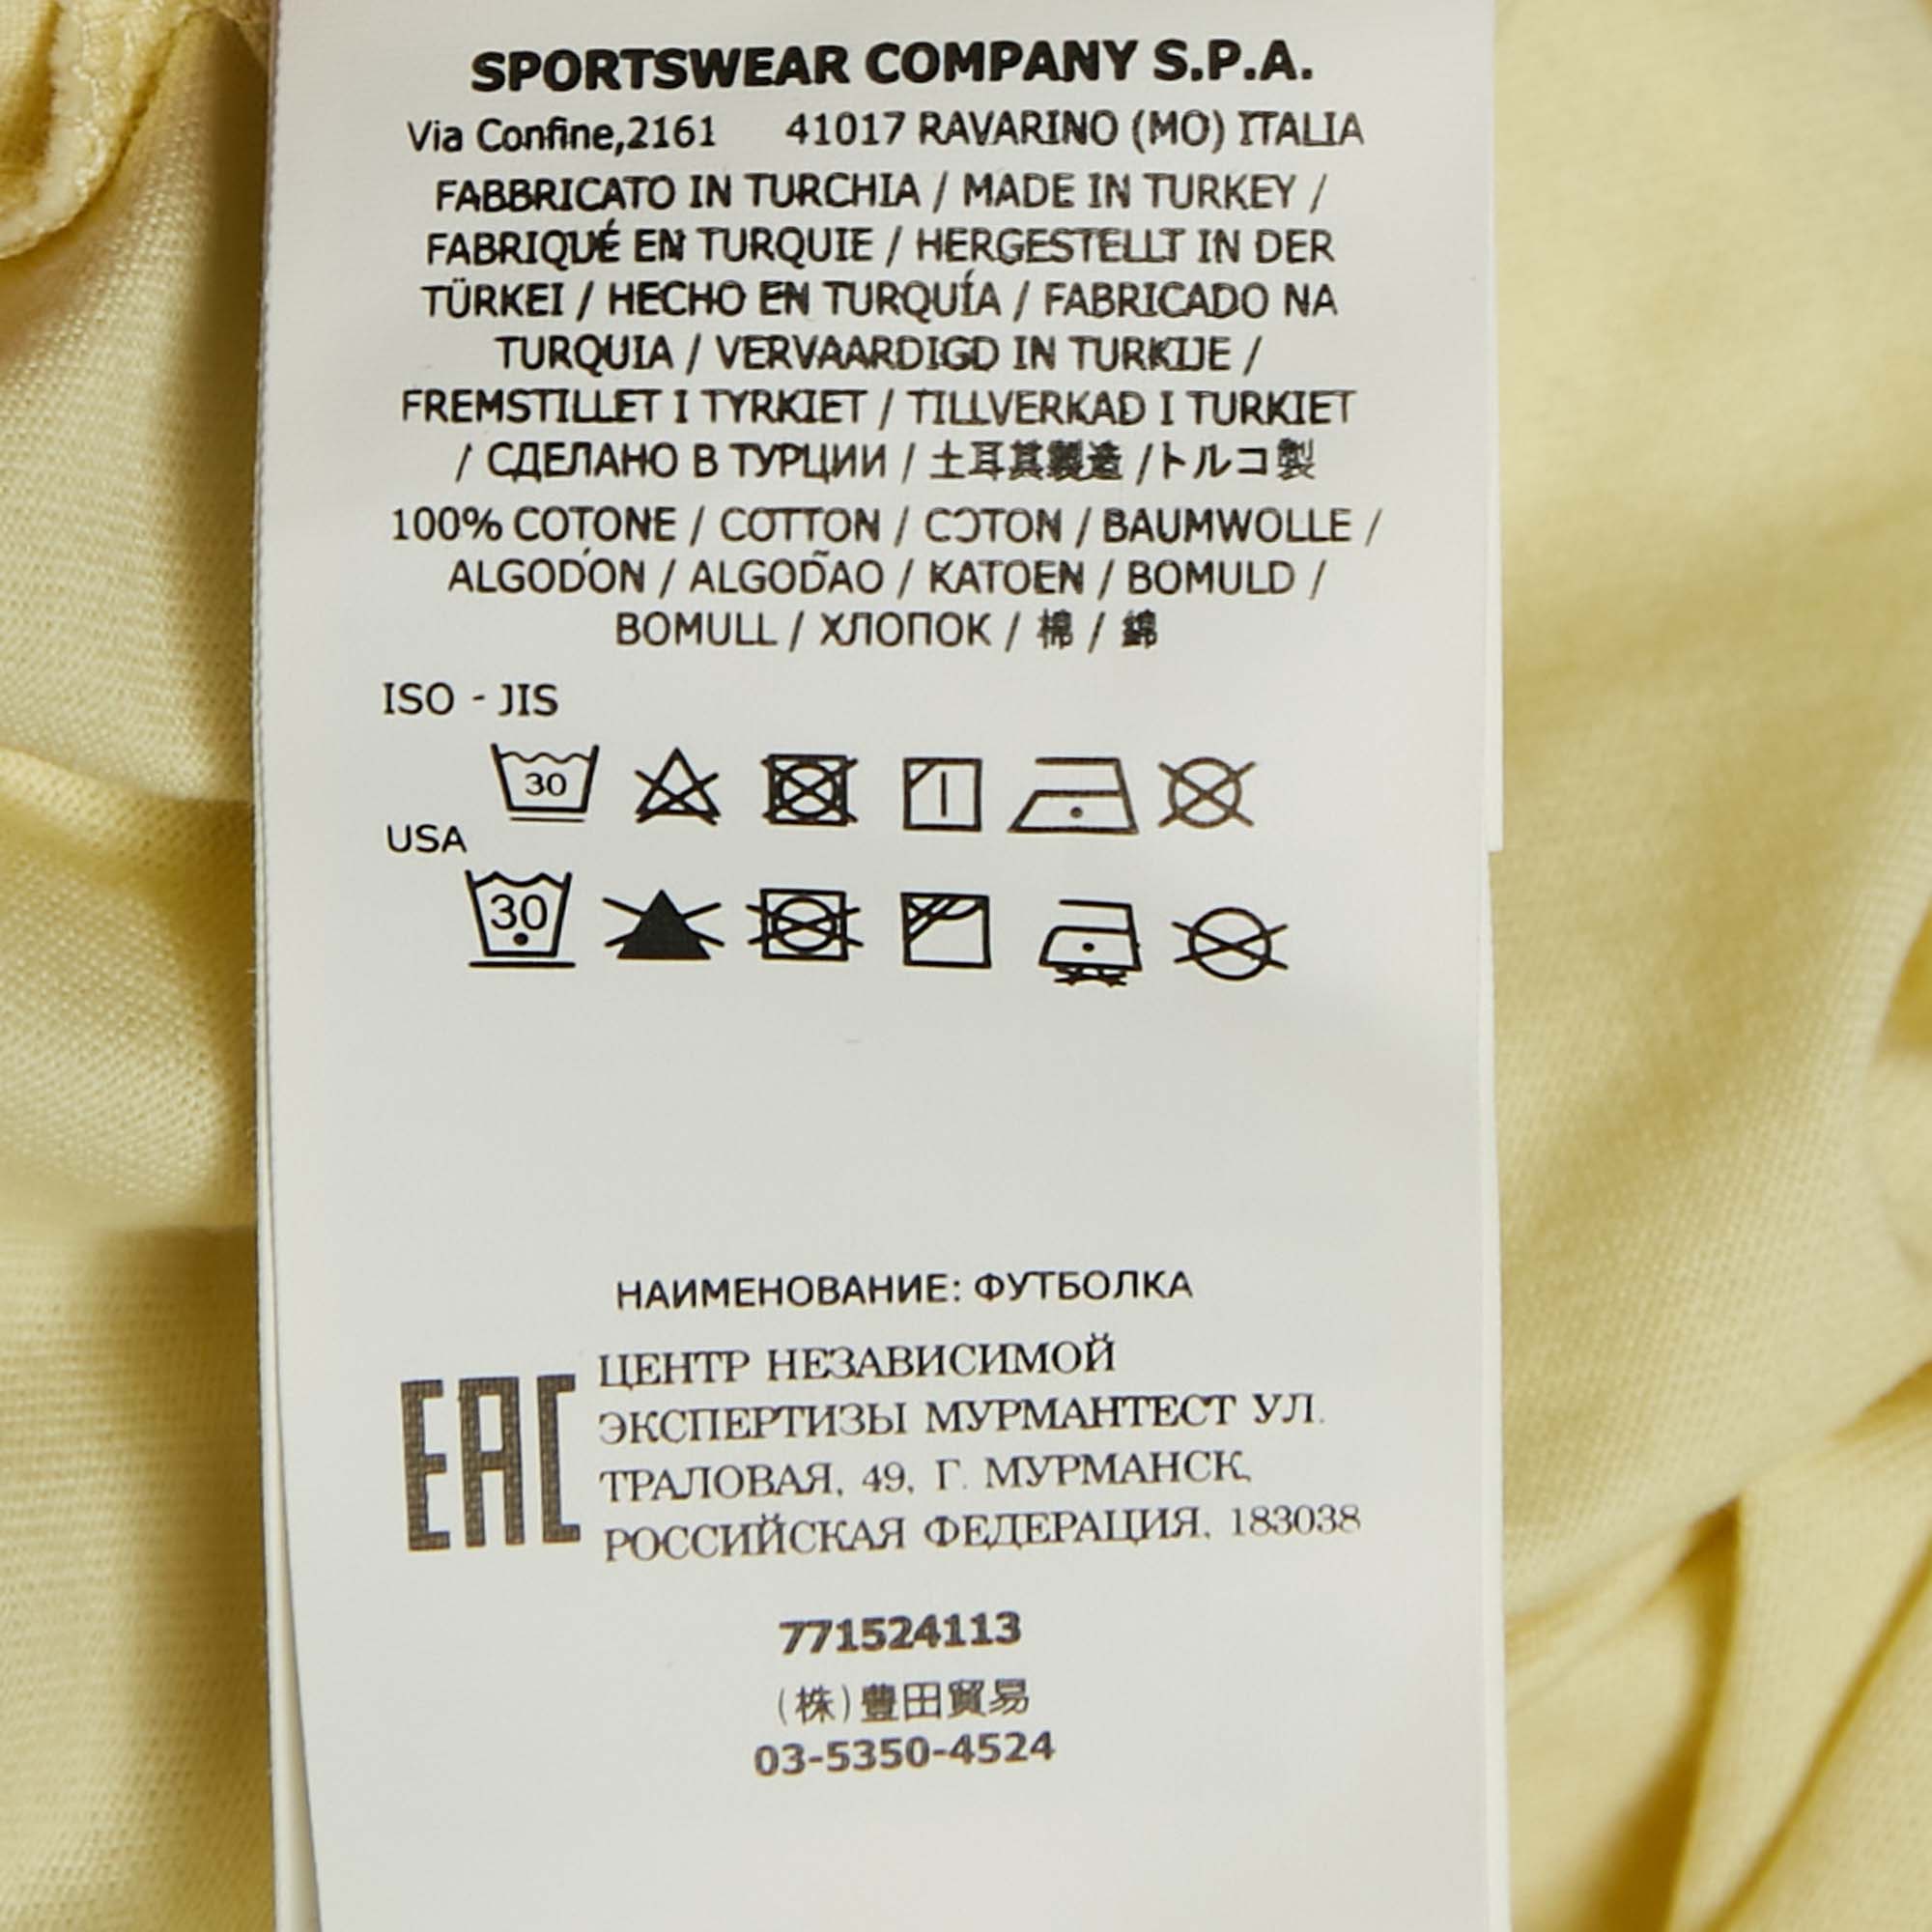 SPORTSWEAR COMPANY S.P.A.
Via Confine,2161 41017 RAVARINO (MO) ITALIA
FABBRICATO IN TURCHIA / MADE IN TURKEY /
FABRIQUÉ EN TURQUIE / HERGESTELLT IN DER
TÜRKEI / HECHO EN TURQUÍA / FABRICADO NA
TURQUIA / VERVAARDIGD IN TURKIJE /
FREMSTILLET I TYRKIET / TILLVERKAD I TURKIET
/ СДЕЛАНО В ТУРЦИИ / 土耳其製造 /トルコ製
100% COTONE / COTTON / COTON / BAUMWOLLE /
ALGODÓN / ALGODÃO / KATOEN / BOMULD /
BOMULL / ХЛОПОК / 棉 / 綿
ISO - JIS
30
USA
30
НАИМЕНОВАНИЕ: ФУТБОЛКА
EAC
ЦЕНТР НЕЗАВИСИМОЙ
ЭКСПЕРТИЗЫ МУРМАНТЕСТ УЛ.
ТРАЛОВАЯ, 49, Г. МУРМАНСК,
РОССИЙСКАЯ ФЕДЕРАЦИЯ, 183038
771524113
(株)豊田貿易
03-5350-4524